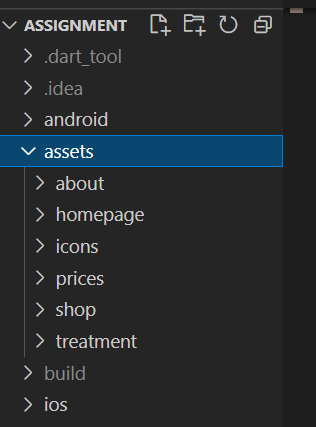 ASSIGNMENT
.dart_tool
.idea
android
assets
about
homepage
icons
prices
shop
treatment
build
ios